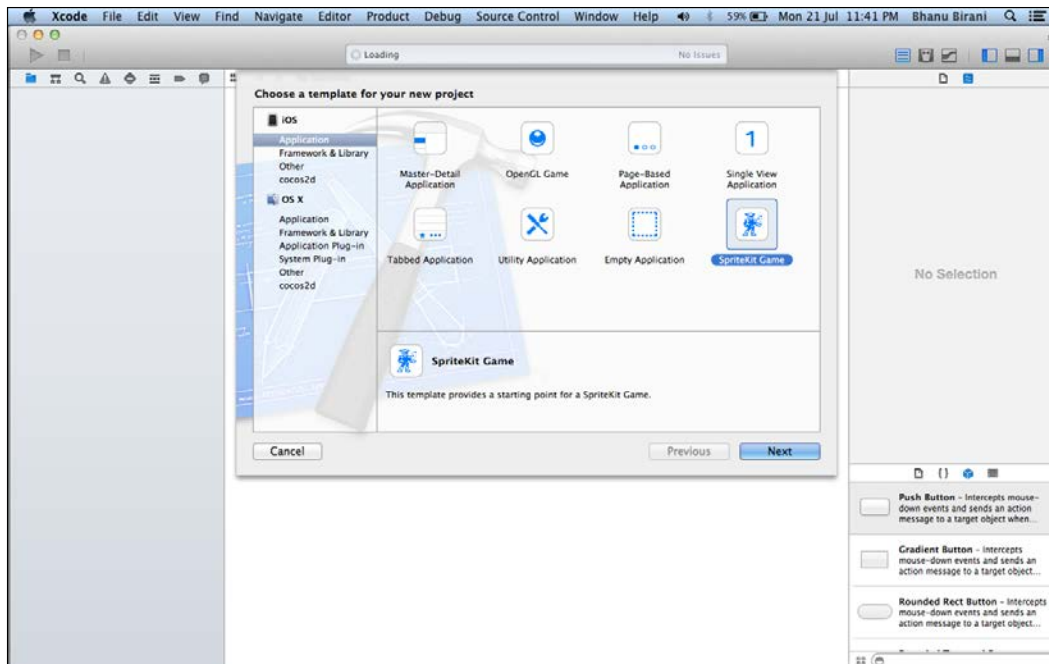 Xcode File Edit View Find Navigate Editor Product Debug Source Control Window Help 59% Mon 21 Jul 11:41 PM Bhanu Birani
Loading No Issues
Choose a template for your new project
iOS
Application
Framework & Library
Other
cocos2d
OS X
Application
Framework & Library
Application Plug-in
System Plug-in
Other
cocos2d
Master-Detail
Application
OpenGL Game
Page-Based
Application
1
Single View
Application
Tabbed Application
Utility Application
Empty Application
SpriteKit Game
SpriteKit Game
This template provides a starting point for a SpriteKit Game.
Cancel
Previous
Next
No Selection
{}
Push Button - Intercepts mouse-
down events and sends an action
message to a target object when...
Gradient Button - Intercepts
mouse-down events and sends an
action message to a target object...
Rounded Rect Button - Intercepts
mouse-down events and sends an
action message to a target object...